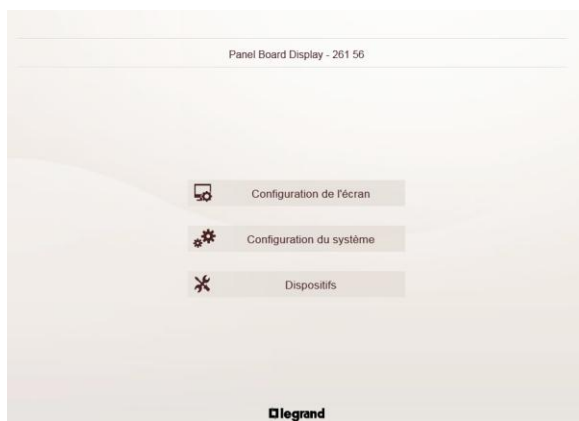 Panel Board Display - 261 56
Configuration de l'écran
Configuration du système
Dispositifs
legrand